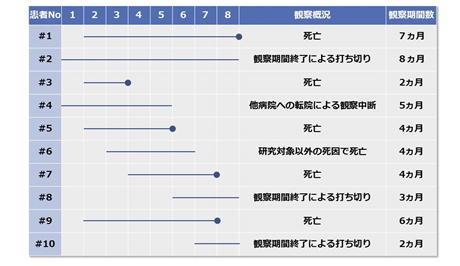 患者No 1 2 3 4 5 6 7 8 観察概況 観察期間数
#1 死亡 7ヵ月
#2 観察期間終了による打ち切り 8ヵ月
#3 死亡 2ヵ月
#4 他病院への転院による観察中断 5ヵ月
#5 死亡 4ヵ月
#6 研究対象以外の死因で死亡 4ヵ月
#7 死亡 4ヵ月
#8 観察期間終了による打ち切り 3ヵ月
#9 死亡 6ヵ月
#10 観察期間終了による打ち切り 2ヵ月